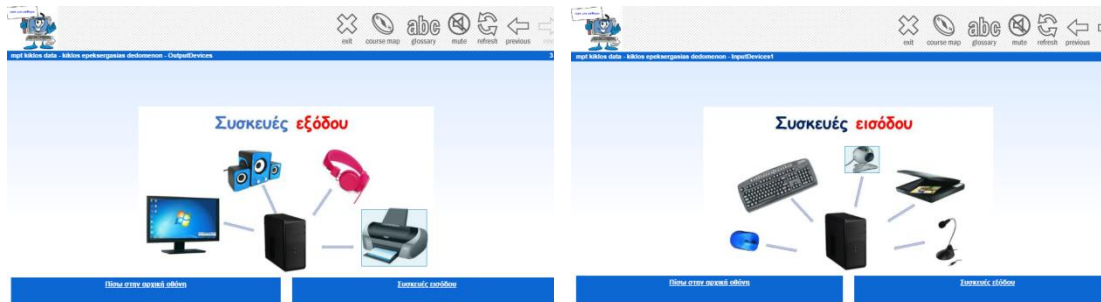 exit
course map
abc
glossary
mute
refresh
previous
mpt kiklos data - kiklos epeksergasias dedomenon - OutputDevices
3
Συσκευές εξόδου
Πίσω στην αρχική οθόνη
Συσκευές εισόδου
exit
course map
abc
glossary
mute
refresh
previous
mpt kiklos data - kiklos epeksergasias dedomenon - InputDevices1
Συσκευές εισόδου
Πίσω στην αρχική οθόνη
Συσκευές εξόδου